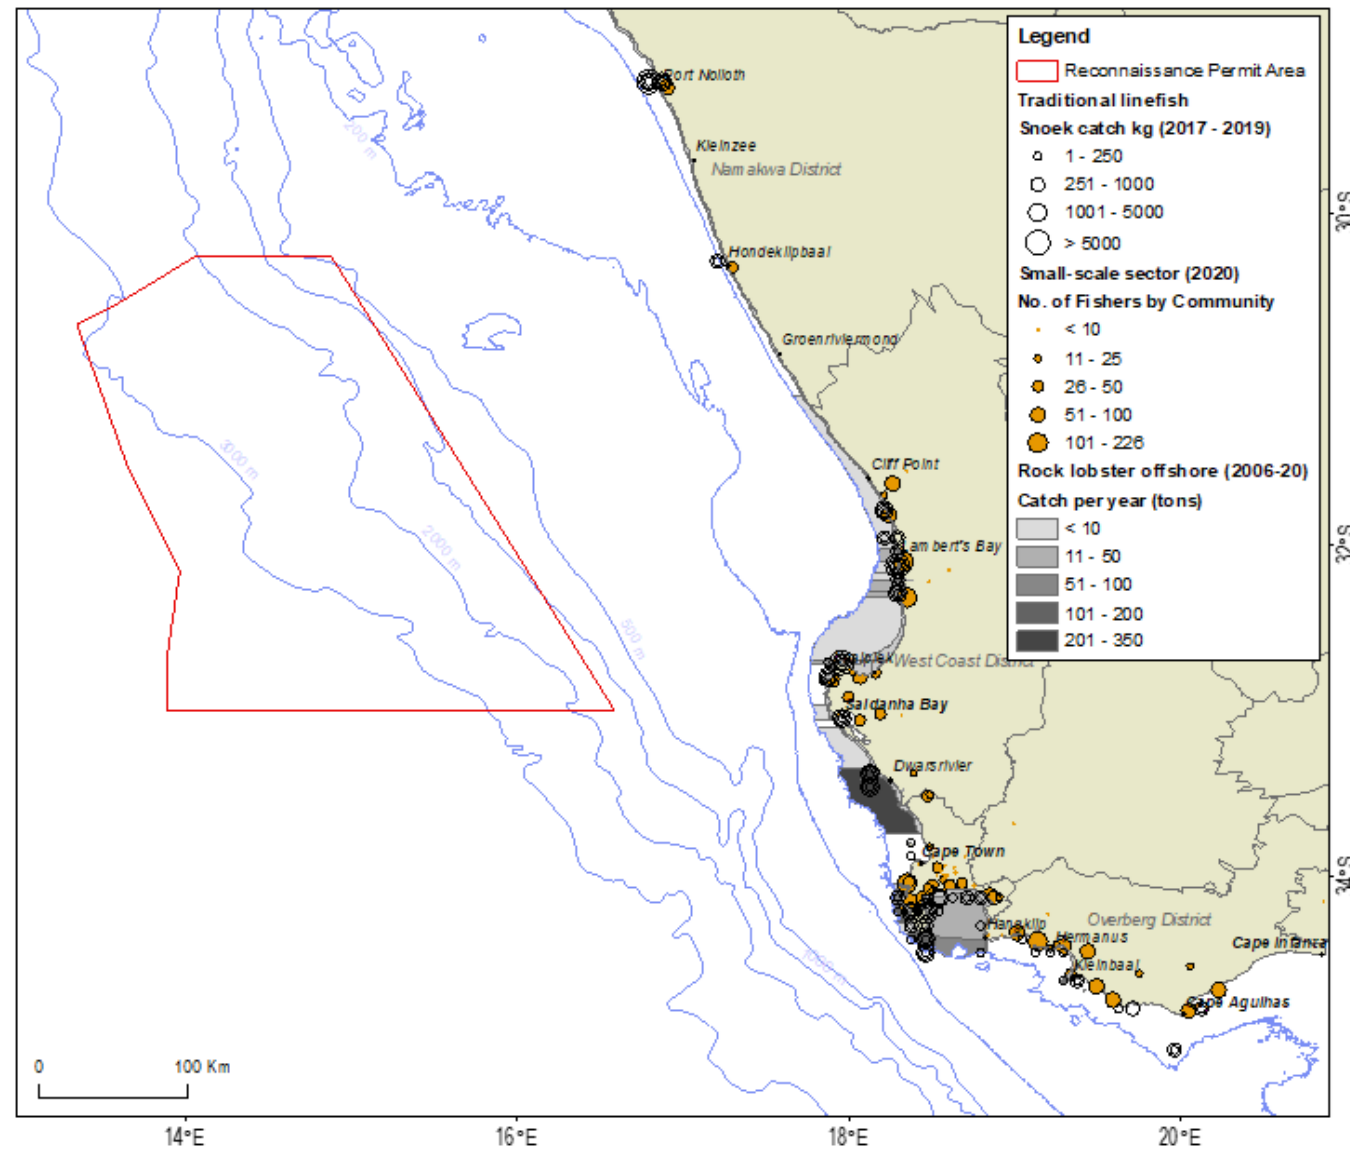 Legend
Reconnaissance Permit Area
Traditional linefish
Snoek catch kg (2017 - 2019)
1 - 250
251 - 1000
1001 - 5000
> 5000
Small-scale sector (2020)
No. of Fishers by Community
< 10
11 - 25
26 - 50
51 - 100
101 - 226
Rock lobster offshore (2006-20)
Catch per year (tons)
< 10
11 - 50
51 - 100
101 - 200
201 - 350
Port Nolloth
200 m
Kleinzee
Namakwa District
30°S
Hondeklipbaai
Groenriviermond
3000 m
Cliff Point
2000 m
Lambert's Bay
32°S
500 m
West Coast District
Saldanha Bay
Dwarsrivier
Cape Town
34°S
Overberg District
Hangklip
Hermanus
Cape Infanta
1000 m
Kleinbaai
Cape Agulhas
0
100 Km
14°E
16°E
18°E
20°E